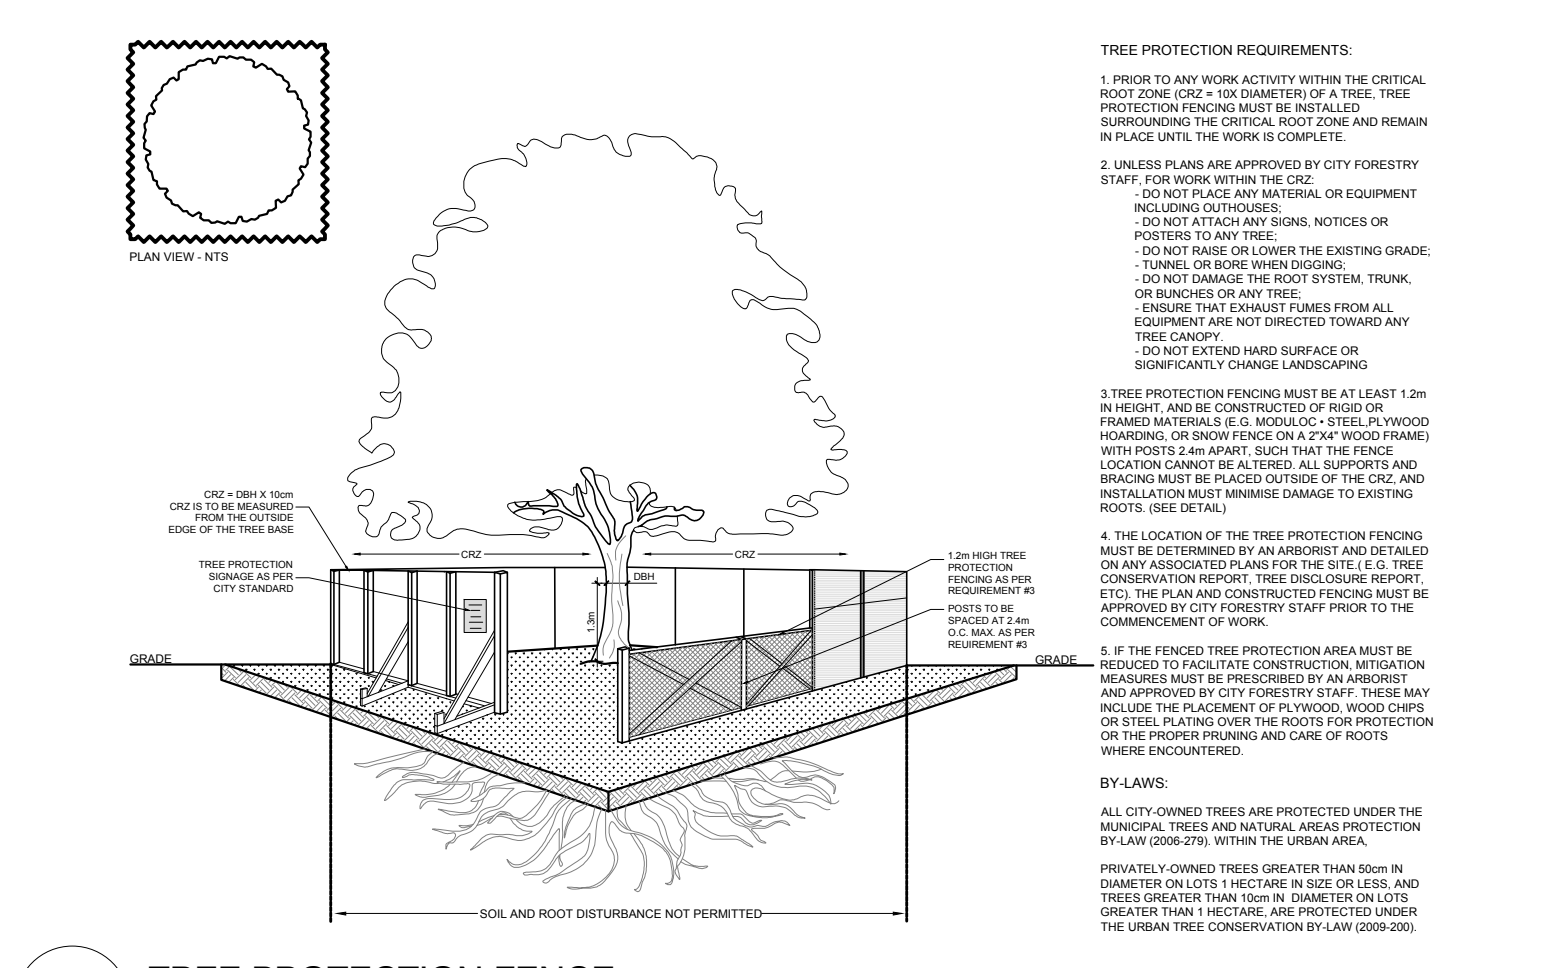 PLAN VIEW - NTS
CRZ = DBH X 10cm
CRZ IS TO BE MEASURED
FROM THE OUTSIDE
EDGE OF THE TREE BASE
TREE PROTECTION
SIGNAGE AS PER
CITY STANDARD
CRZ
CRZ
DBH
1.3m
1.2m HIGH TREE
PROTECTION
FENCING AS PER
REQUIREMENT #3
POSTS TO BE
SPACED AT 2.4m
O.C. MAX. AS PER
REUIREMENT #3
GRADE
GRADE
SOIL AND ROOT DISTURBANCE NOT PERMITTED
TREE PROTECTION REQUIREMENTS:
1. PRIOR TO ANY WORK ACTIVITY WITHIN THE CRITICAL
ROOT ZONE (CRZ = 10X DIAMETER) OF A TREE, TREE
PROTECTION FENCING MUST BE INSTALLED
SURROUNDING THE CRITICAL ROOT ZONE AND REMAIN
IN PLACE UNTIL THE WORK IS COMPLETE.
2. UNLESS PLANS ARE APPROVED BY CITY FORESTRY
STAFF, FOR WORK WITHIN THE CRZ:
- DO NOT PLACE ANY MATERIAL OR EQUIPMENT
INCLUDING OUTHOUSES;
- DO NOT ATTACH ANY SIGNS, NOTICES OR
POSTERS TO ANY TREE;
- DO NOT RAISE OR LOWER THE EXISTING GRADE;
- TUNNEL OR BORE WHEN DIGGING;
- DO NOT DAMAGE THE ROOT SYSTEM, TRUNK,
OR BUNCHES OR ANY TREE;
- ENSURE THAT EXHAUST FUMES FROM ALL
EQUIPMENT ARE NOT DIRECTED TOWARD ANY
TREE CANOPY.
- DO NOT EXTEND HARD SURFACE OR
SIGNIFICANTLY CHANGE LANDSCAPING
3.TREE PROTECTION FENCING MUST BE AT LEAST 1.2m
IN HEIGHT, AND BE CONSTRUCTED OF RIGID OR
FRAMED MATERIALS (E.G. MODULOC • STEEL,PLYWOOD
HOARDING, OR SNOW FENCE ON A 2"X4" WOOD FRAME)
WITH POSTS 2.4m APART, SUCH THAT THE FENCE
LOCATION CANNOT BE ALTERED. ALL SUPPORTS AND
BRACING MUST BE PLACED OUTSIDE OF THE CRZ, AND
INSTALLATION MUST MINIMISE DAMAGE TO EXISTING
ROOTS. (SEE DETAIL)
4. THE LOCATION OF THE TREE PROTECTION FENCING
MUST BE DETERMINED BY AN ARBORIST AND DETAILED
ON ANY ASSOCIATED PLANS FOR THE SITE.( E.G. TREE
CONSERVATION REPORT, TREE DISCLOSURE REPORT,
ETC). THE PLAN AND CONSTRUCTED FENCING MUST BE
APPROVED BY CITY FORESTRY STAFF PRIOR TO THE
COMMENCEMENT OF WORK.
5. IF THE FENCED TREE PROTECTION AREA MUST BE
REDUCED TO FACILITATE CONSTRUCTION, MITIGATION
MEASURES MUST BE PRESCRIBED BY AN ARBORIST
AND APPROVED BY CITY FORESTRY STAFF. THESE MAY
INCLUDE THE PLACEMENT OF PLYWOOD, WOOD CHIPS
OR STEEL PLATING OVER THE ROOTS FOR PROTECTION
OR THE PROPER PRUNING AND CARE OF ROOTS
WHERE ENCOUNTERED.
BY-LAWS:
ALL CITY-OWNED TREES ARE PROTECTED UNDER THE
MUNICIPAL TREES AND NATURAL AREAS PROTECTION
BY-LAW (2006-279). WITHIN THE URBAN AREA,
PRIVATELY-OWNED TREES GREATER THAN 50cm IN
DIAMETER ON LOTS 1 HECTARE IN SIZE OR LESS, AND
TREES GREATER THAN 10cm IN DIAMETER ON LOTS
GREATER THAN 1 HECTARE, ARE PROTECTED UNDER
THE URBAN TREE CONSERVATION BY-LAW (2009-200).
TREE PROTECTION FENCE